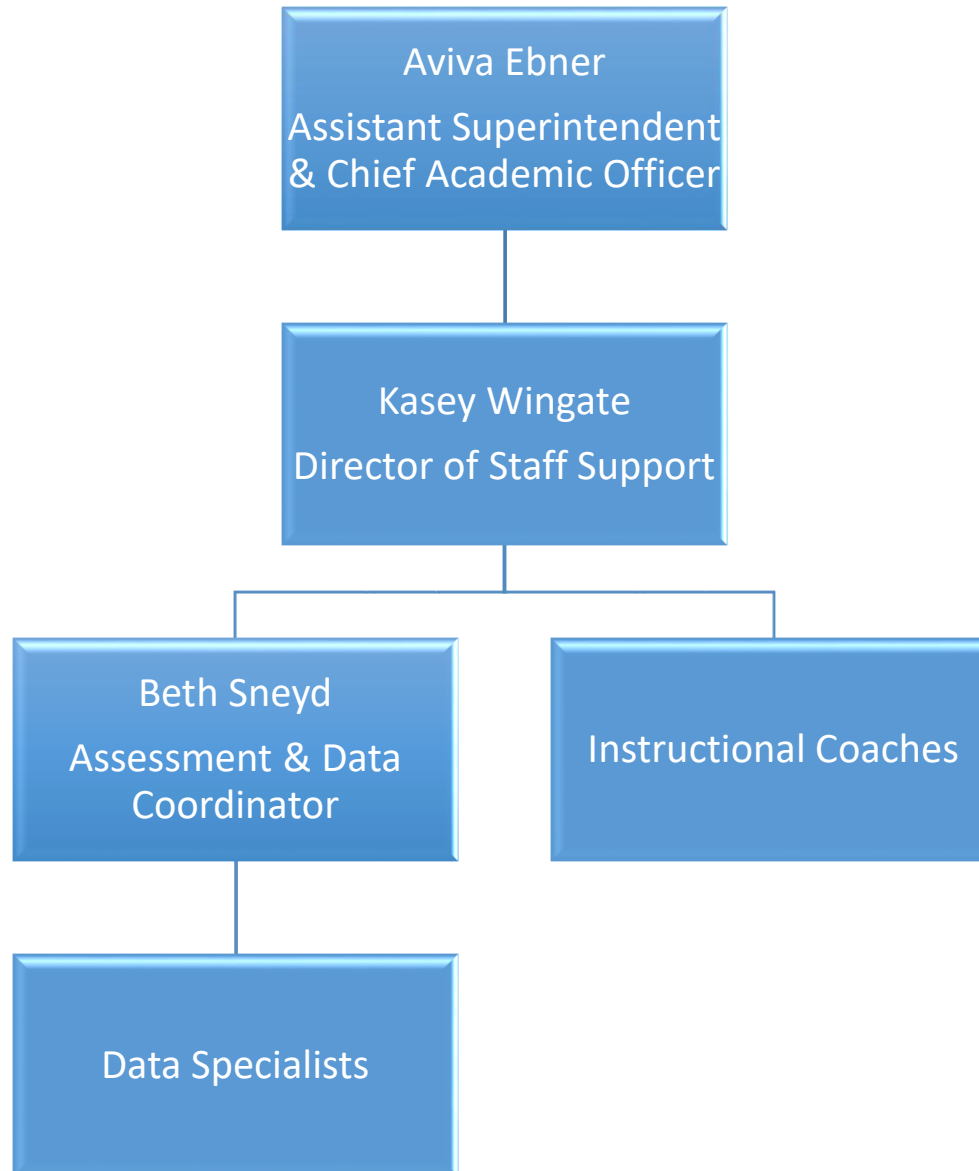 Aviva Ebner
Assistant Superintendent
& Chief Academic Officer
Kasey Wingate
Director of Staff Support
Beth Sneyd
Assessment & Data
Coordinator
Instructional Coaches
Data Specialists